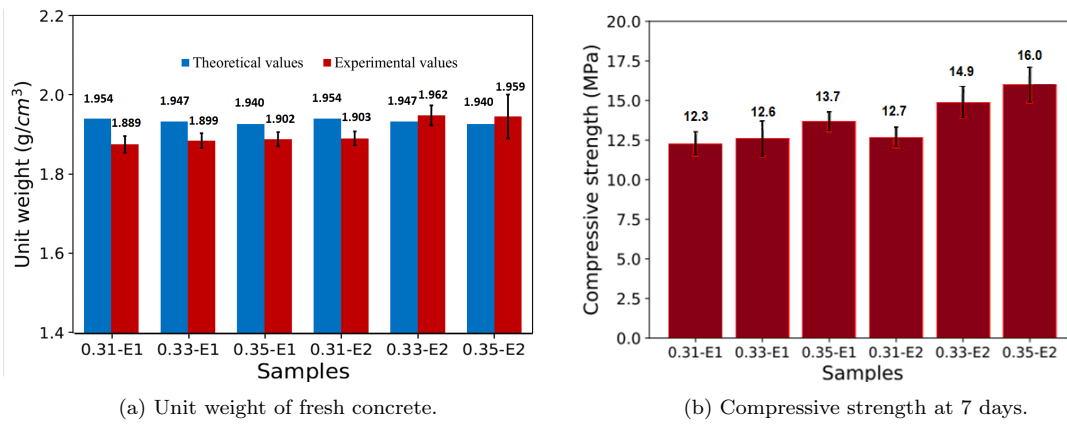 2.2
2.0
1.8
1.6
1.4
Unit weight (g/cm³)
Theoretical values Experimental values
1.954 1.889 1.947 1.899 1.940 1.902 1.954 1.903 1.947 1.962 1.940 1.959
0.31-E1 0.33-E1 0.35-E1 0.31-E2 0.33-E2 0.35-E2
Samples
(a) Unit weight of fresh concrete.
20.0
17.5
15.0
12.5
10.0
7.5
5.0
2.5
0.0
Compressive strength (MPa)
12.3 12.6 13.7 12.7 14.9 16.0
0.31-E1 0.33-E1 0.35-E1 0.31-E2 0.33-E2 0.35-E2
Samples
(b) Compressive strength at 7 days.